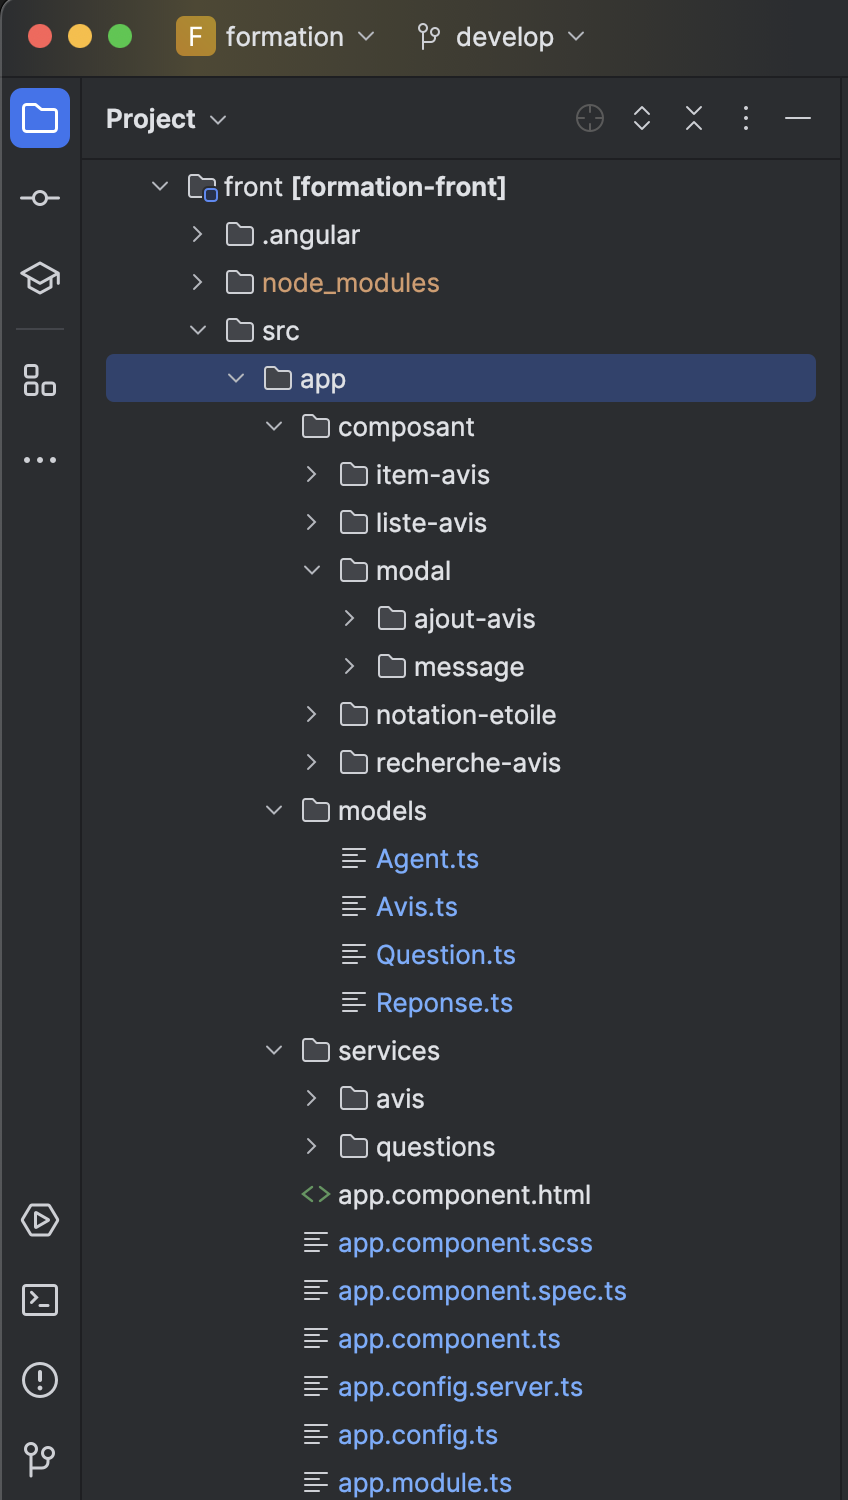 F formation develop
Project
front [formation-front]
.angular
node_modules
src
app
composant
item-avis
liste-avis
modal
ajout-avis
message
notation-etoile
recherche-avis
models
Agent.ts
Avis.ts
Question.ts
Reponse.ts
services
avis
questions
app.component.html
app.component.scss
app.component.spec.ts
app.component.ts
app.config.server.ts
app.config.ts
app.module.ts